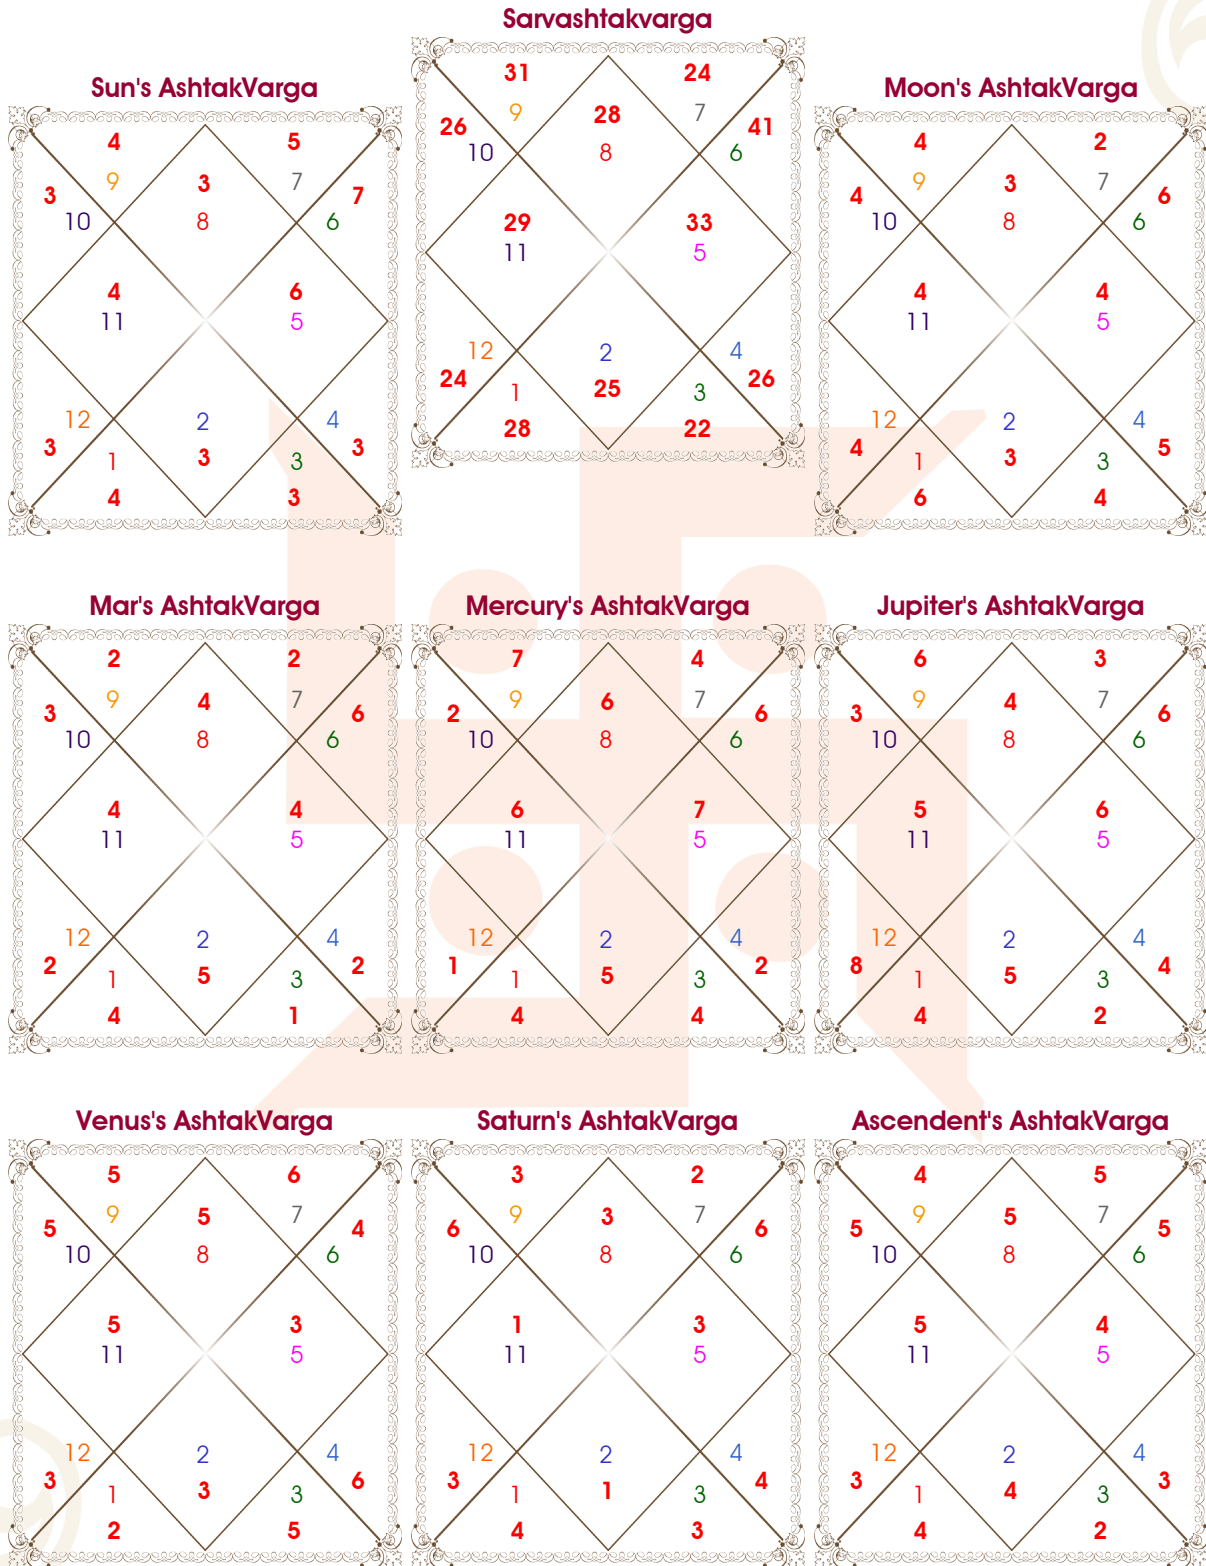 Sarvashtakvarga
31 24
26 9 28 7 41
10 8 6
29 33
11 5
12 2 4
24 1 25 3 26
28 22
Sun's AshtakVarga
4 5
3 9 3 7 7
10 8 6
4 6
11 5
12 2 4
3 1 3 3 3
4 3
Moon's AshtakVarga
4 2
4 9 3 7 6
10 8 6
4 4
11 5
12 2 4
4 1 3 3 5
6 4
Mar's AshtakVarga
2 2
3 9 4 7 6
10 8 6
4 4
11 5
12 2 4
2 1 5 3 2
4 1
Mercury's AshtakVarga
7 4
2 9 6 7 6
10 8 6
6 7
11 5
12 2 4
1 1 5 3 2
4 4
Jupiter's AshtakVarga
6 3
3 9 4 7 6
10 8 6
5 6
11 5
12 2 4
8 1 5 3 4
4 2
Venus's AshtakVarga
5 6
5 9 5 7 4
10 8 6
5 3
11 5
12 2 4
3 1 3 3 6
2 5
Saturn's AshtakVarga
3 2
6 9 3 7 6
10 8 6
1 3
11 5
12 2 4
3 1 1 3 4
4 3
Ascendent's AshtakVarga
4 5
5 9 5 7 5
10 8 6
5 4
11 5
12 2 4
3 1 4 3 3
4 2